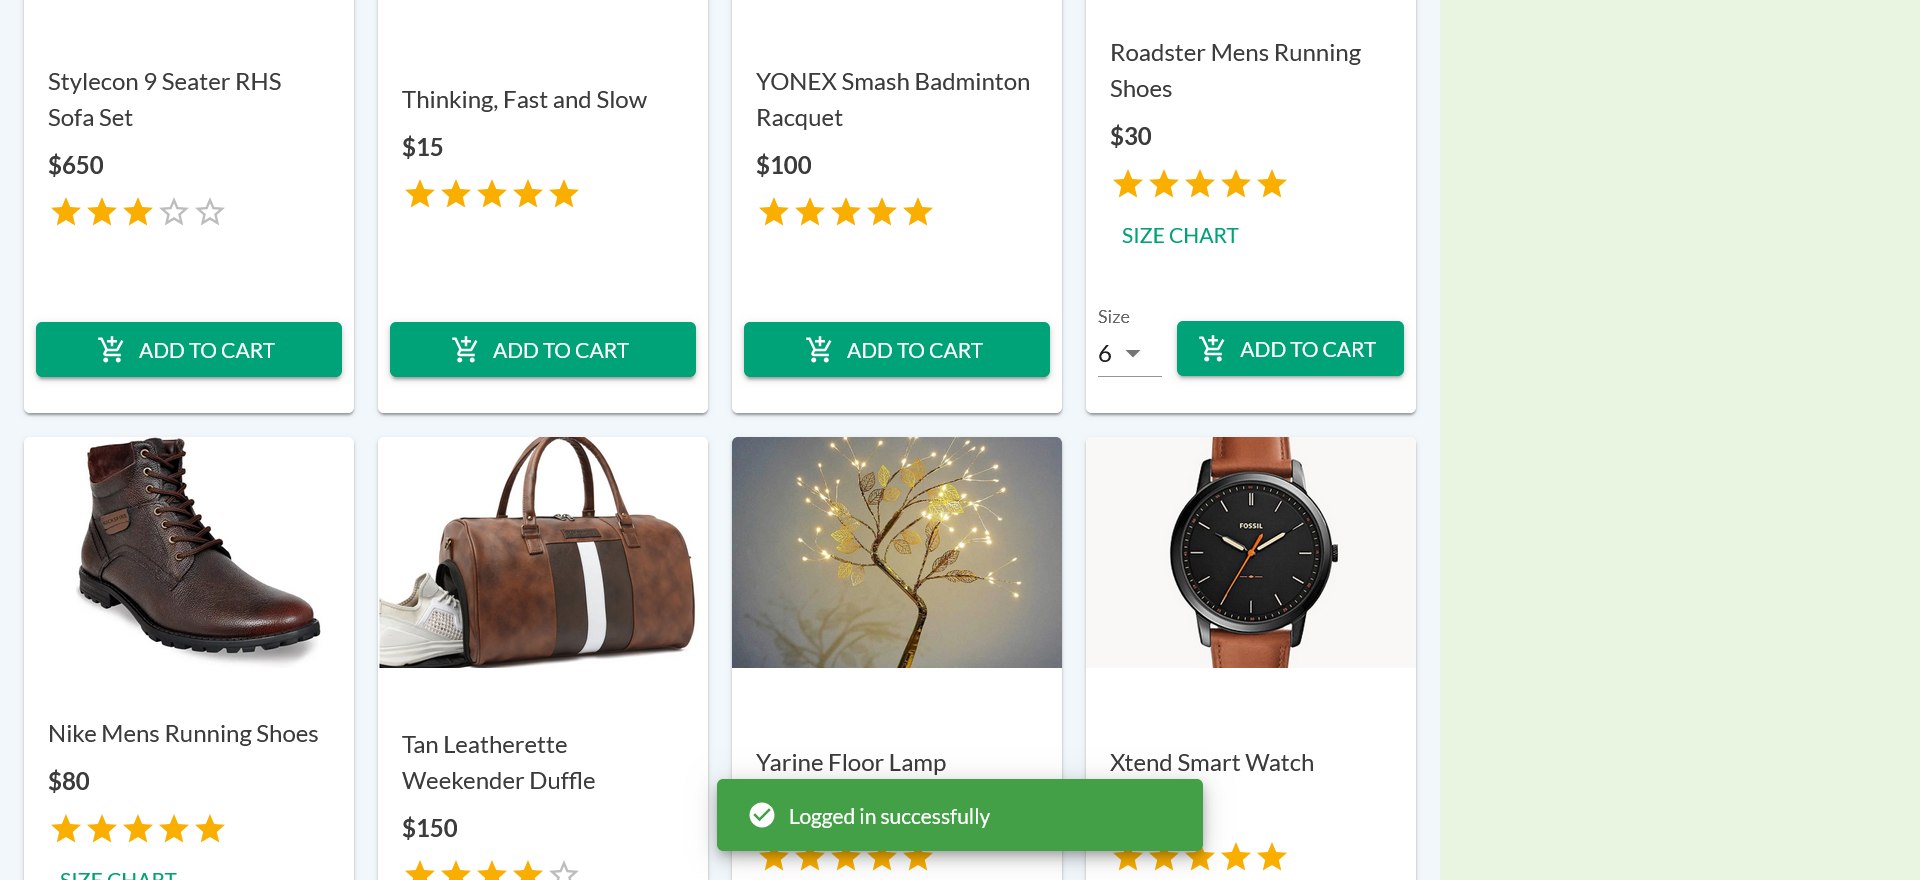 Stylecon 9 Seater RHS
Sofa Set
$650
ADD TO CART
Thinking, Fast and Slow
$15
ADD TO CART
YONEX Smash Badminton
Racquet
$100
ADD TO CART
Roadster Mens Running
Shoes
$30
SIZE CHART
Size
6
ADD TO CART
Nike Mens Running Shoes
$80
SIZE CHART
Tan Leatherette
Weekender Duffle
$150
Yarine Floor Lamp
FOSSIL
Xtend Smart Watch
Logged in successfully